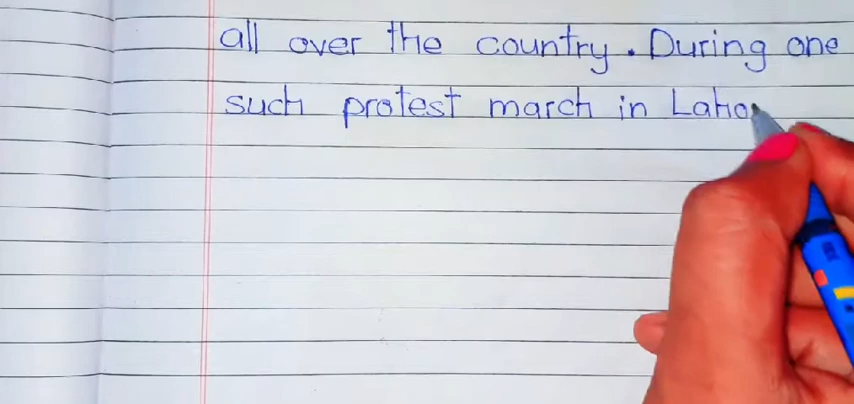 all over the country. During one
such protest march in Laho